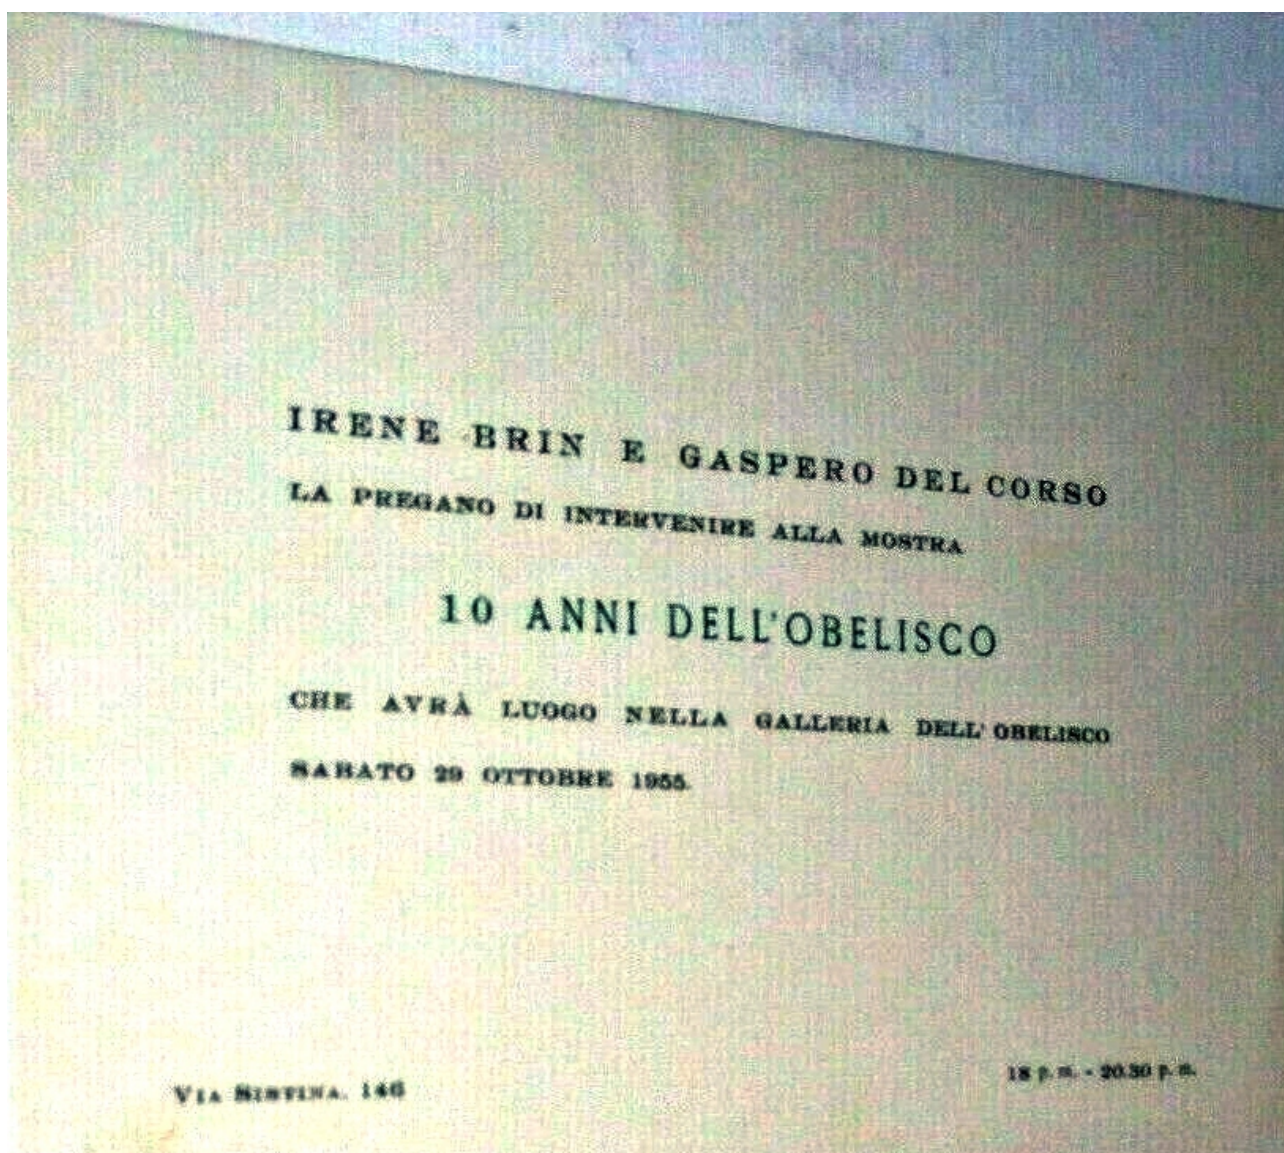 IRENE BRIN E GASPERO DEL CORSO
LA PREGANO DI INTERVENIRE ALLA MOSTRA
10 ANNI DELL'OBELISCO
CHE AVRÀ LUOGO NELLA GALLERIA DELL'OBELISCO
SABATO 29 OTTOBRE 1955.
VIA SISTINA, 146
18 p. m. - 20.30 p. m.